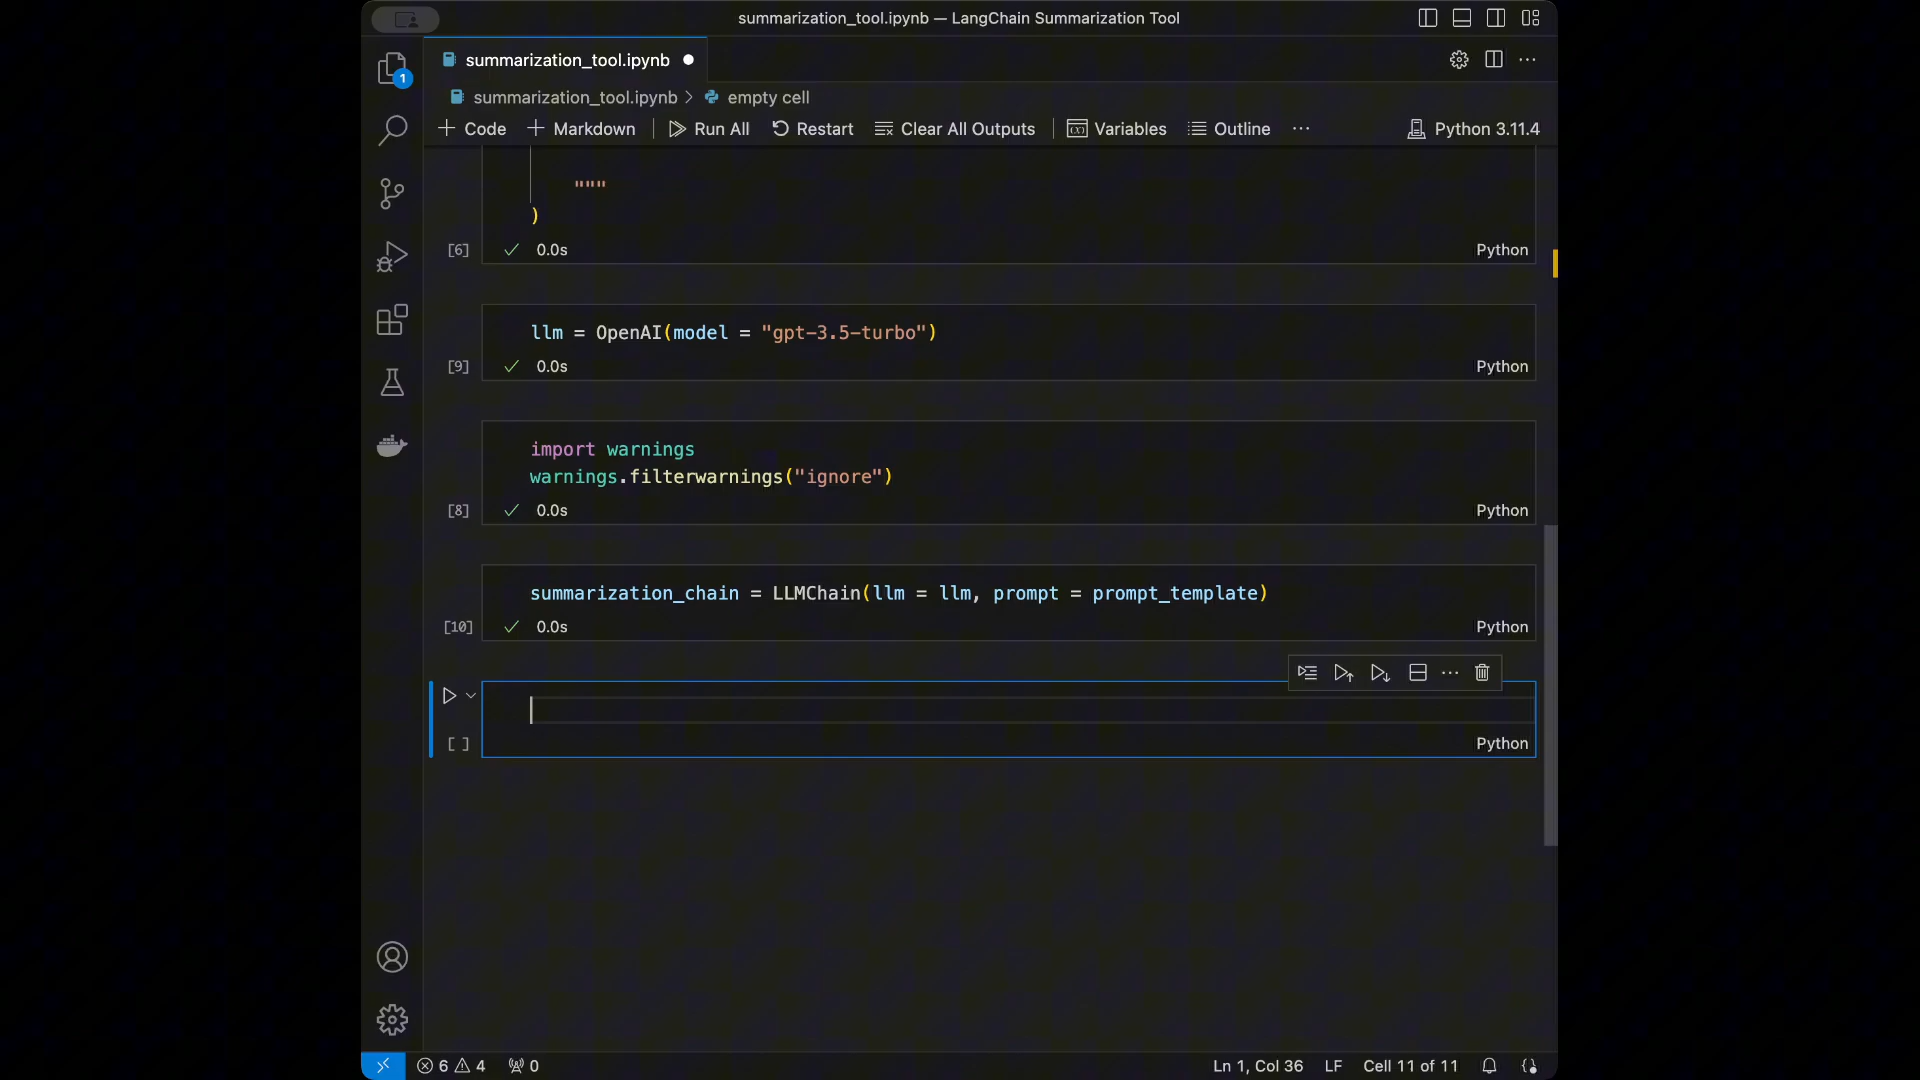 summarization_tool.ipynb — LangChain Summarization Tool
summarization_tool.ipynb
1
summarization_tool.ipynb > empty cell
+ Code + Markdown Run All Restart Clear All Outputs Variables Outline ··· Python 3.11.4
"""
)
[6] ✓ 0.0s Python
llm = OpenAI(model = "gpt-3.5-turbo")
[9] ✓ 0.0s Python
import warnings
warnings.filterwarnings("ignore")
[8] ✓ 0.0s Python
summarization_chain = LLMChain(llm = llm, prompt = prompt_template)
[10] ✓ 0.0s Python
[ ] Python
6 4 0 Ln 1, Col 36 LF Cell 11 of 11